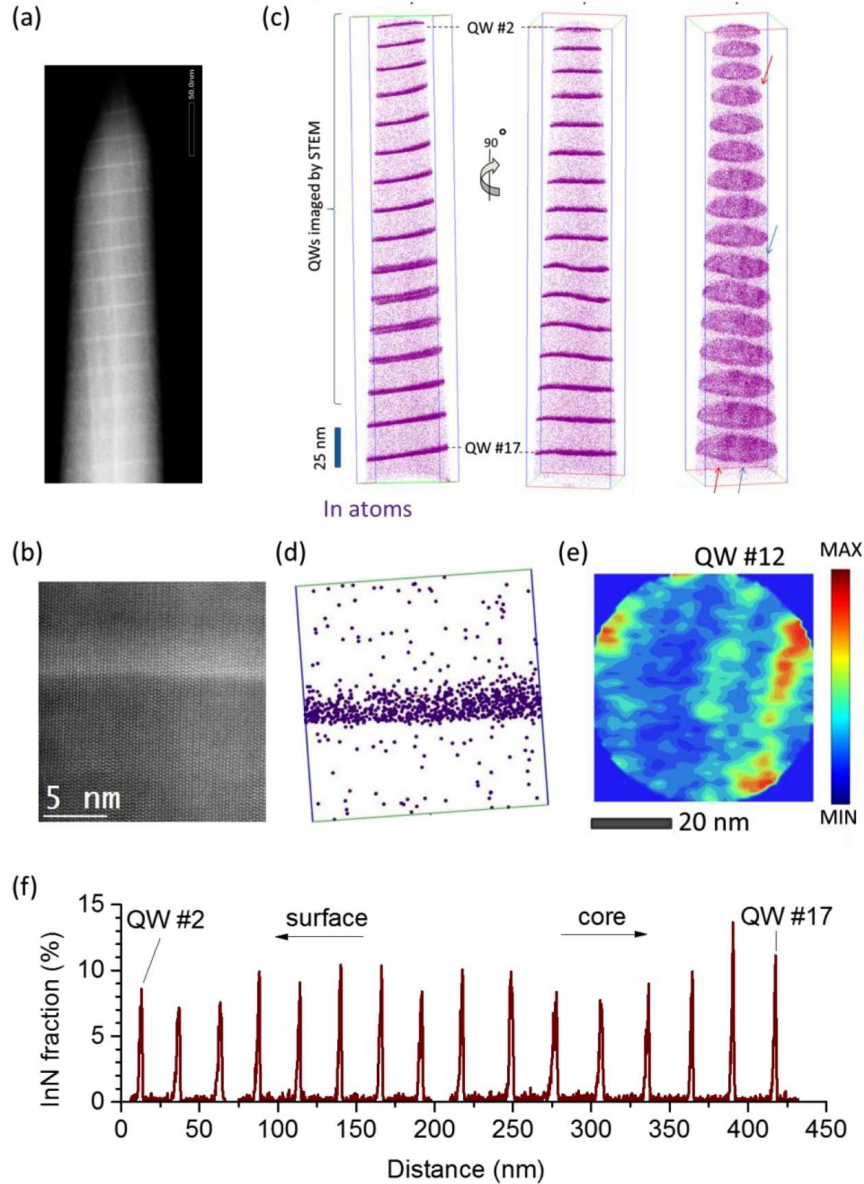 (a)
50.0nm
(c)
QW #2
QWs imaged by STEM
90°
25 nm
QW #17
In atoms
(b)
5 nm
(d)
(e)
QW #12
MAX
MIN
20 nm
(f)
InN fraction (%)
15
10
5
0
QW #2
surface
core
QW #17
0 50 100 150 200 250 300 350 400 450
Distance (nm)